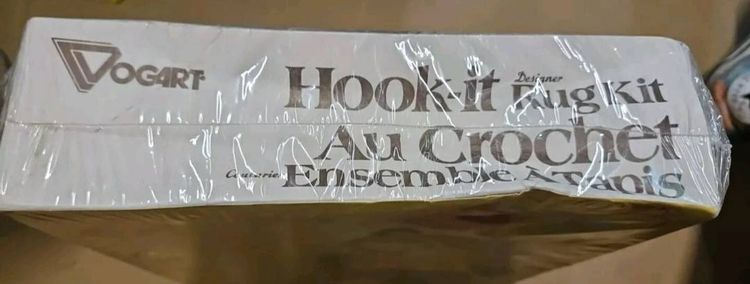 VOGART
Hook-it Designer Rug Kit
Au Crochet
Couturier Ensemble À Tapis